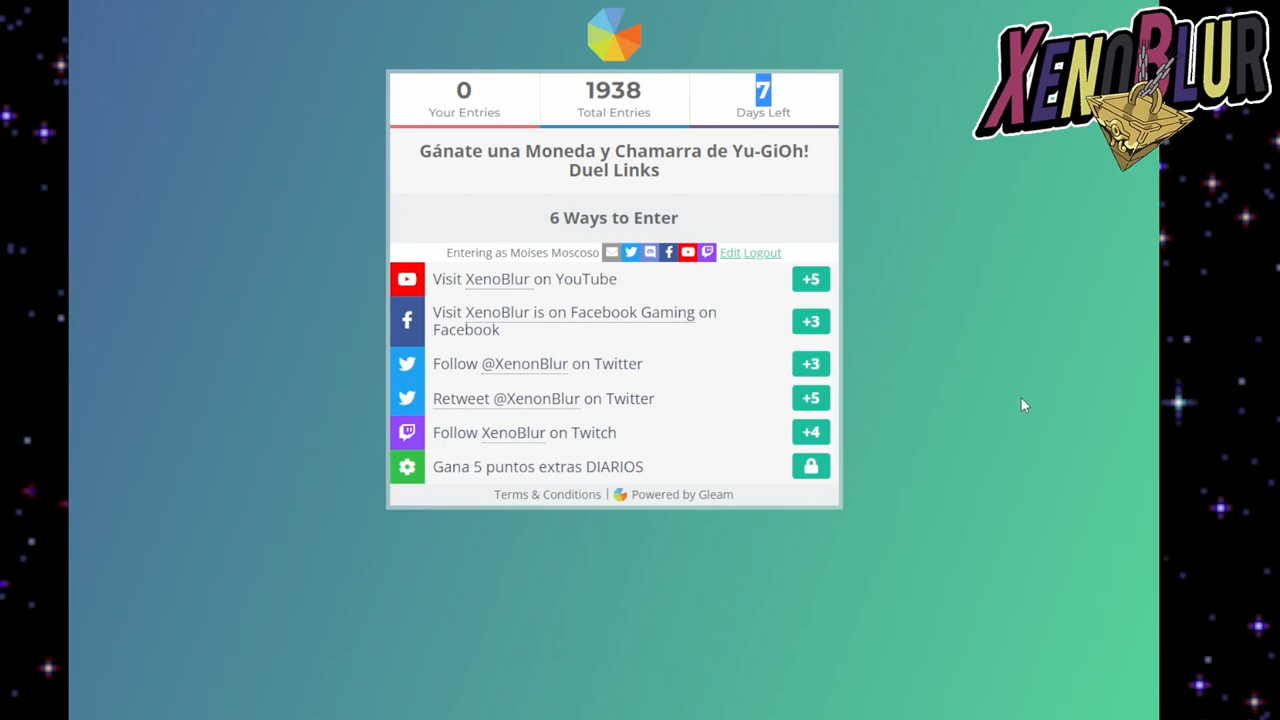 XENOBLUR
0
Your Entries
1938
Total Entries
7
Days Left
Gánate una Moneda y Chamarra de Yu-GiOh!
Duel Links
6 Ways to Enter
Entering as Moises Moscoso Edit Logout
Visit XenoBlur on YouTube +5
Visit XenoBlur is on Facebook Gaming on
Facebook +3
Follow @XenonBlur on Twitter +3
Retweet @XenonBlur on Twitter +5
Follow XenoBlur on Twitch +4
Gana 5 puntos extras DIARIOS
Terms & Conditions | Powered by Gleam